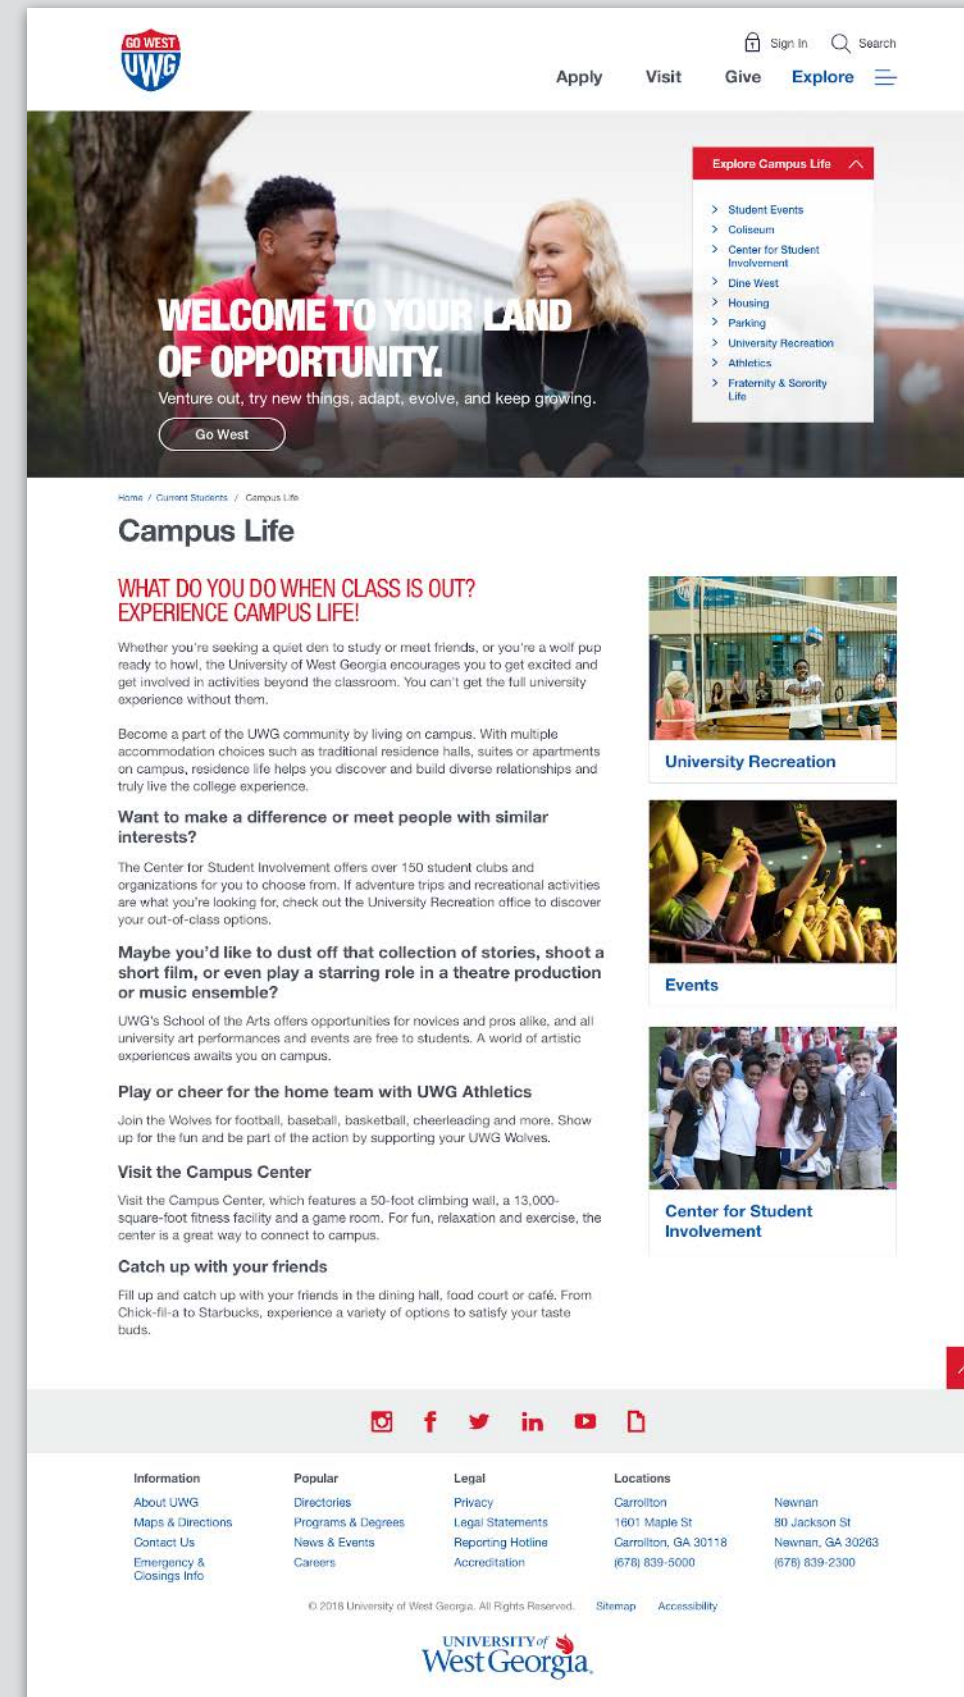 GO WEST
UWG
Sign In
Search
Apply
Visit
Give
Explore
Explore Campus Life
Student Events
Coliseum
Center for Student
Involvement
Dine West
Housing
Parking
University Recreation
Athletics
Fraternity & Sorority
Life
WELCOME TO YOUR LAND
OF OPPORTUNITY.
Venture out, try new things, adapt, evolve, and keep growing.
Go West
Home / Current Students / Campus Life
Campus Life
WHAT DO YOU DO WHEN CLASS IS OUT?
EXPERIENCE CAMPUS LIFE!
Whether you're seeking a quiet den to study or meet friends, or you're a wolf pup
ready to howl, the University of West Georgia encourages you to get excited and
get involved in activities beyond the classroom. You can't get the full university
experience without them.
Become a part of the UWG community by living on campus. With multiple
accommodation choices such as traditional residence halls, suites or apartments
on campus, residence life helps you discover and build diverse relationships and
truly live the college experience.
Want to make a difference or meet people with similar
interests?
The Center for Student Involvement offers over 150 student clubs and
organizations for you to choose from. If adventure trips and recreational activities
are what you're looking for, check out the University Recreation office to discover
your out-of-class options.
Maybe you'd like to dust off that collection of stories, shoot a
short film, or even play a starring role in a theatre production
or music ensemble?
UWG's School of the Arts offers opportunities for novices and pros alike, and all
university art performances and events are free to students. A world of artistic
experiences awaits you on campus.
Play or cheer for the home team with UWG Athletics
Join the Wolves for football, baseball, basketball, cheerleading and more. Show
up for the fun and be part of the action by supporting your UWG Wolves.
Visit the Campus Center
Visit the Campus Center, which features a 50-foot climbing wall, a 13,000-
square-foot fitness facility and a game room. For fun, relaxation and exercise, the
center is a great way to connect to campus.
Catch up with your friends
Fill up and catch up with your friends in the dining hall, food court or café. From
Chick-fil-a to Starbucks, experience a variety of options to satisfy your taste
buds.
University Recreation
Events
Center for Student
Involvement
Information
About UWG
Maps & Directions
Contact Us
Emergency &
Closings Info
Popular
Directories
Programs & Degrees
News & Events
Careers
Legal
Privacy
Legal Statements
Reporting Hotline
Accreditation
Locations
Carrollton
1601 Maple St
Carrollton, GA 30118
(678) 839-5000
Newnan
80 Jackson St
Newnan, GA 30263
(678) 839-2300
© 2018 University of West Georgia. All Rights Reserved. Sitemap Accessibility
UNIVERSITY of
West Georgia.